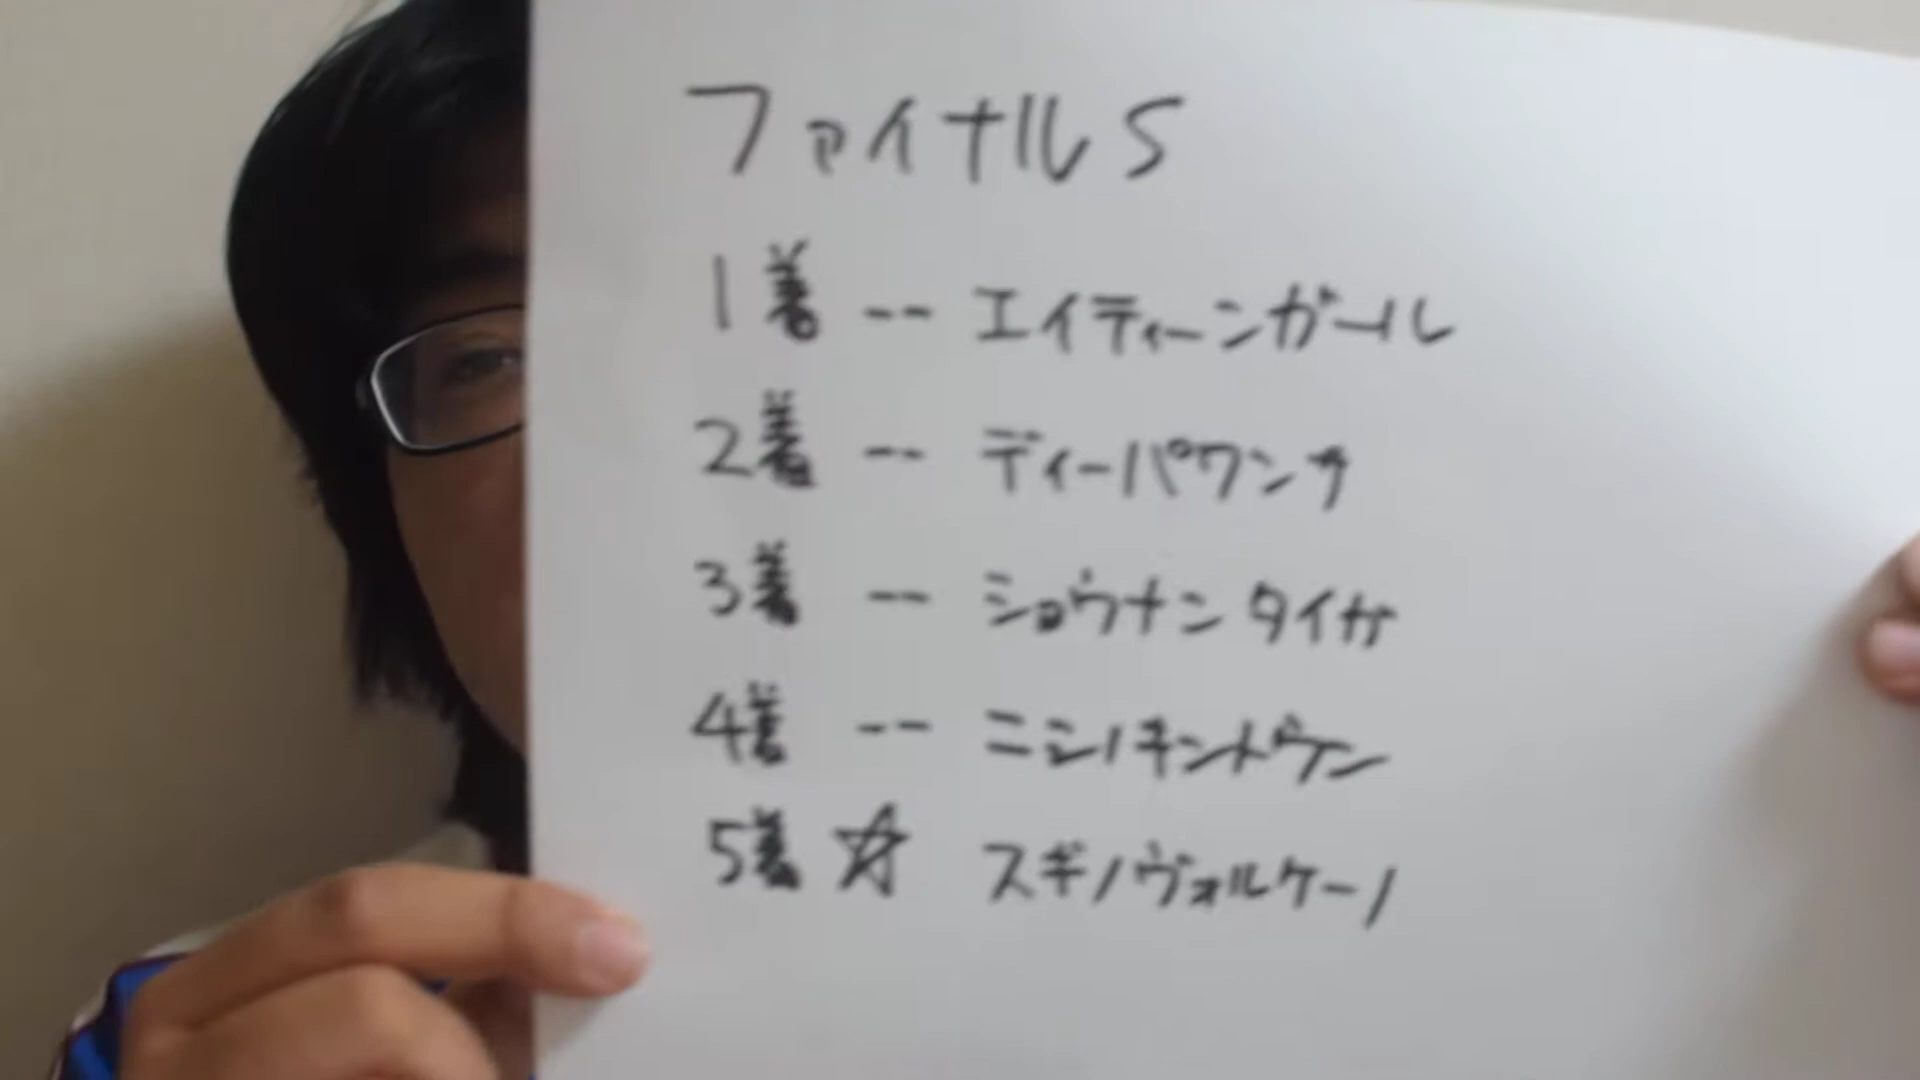 ファイナルS
1着 -- エイティーンガール
2着 -- ディーパワンサ
3着 -- ショウナンタイガ
4着 -- ニシノキントウン
5着 ☆ スギノヴォルケーノ